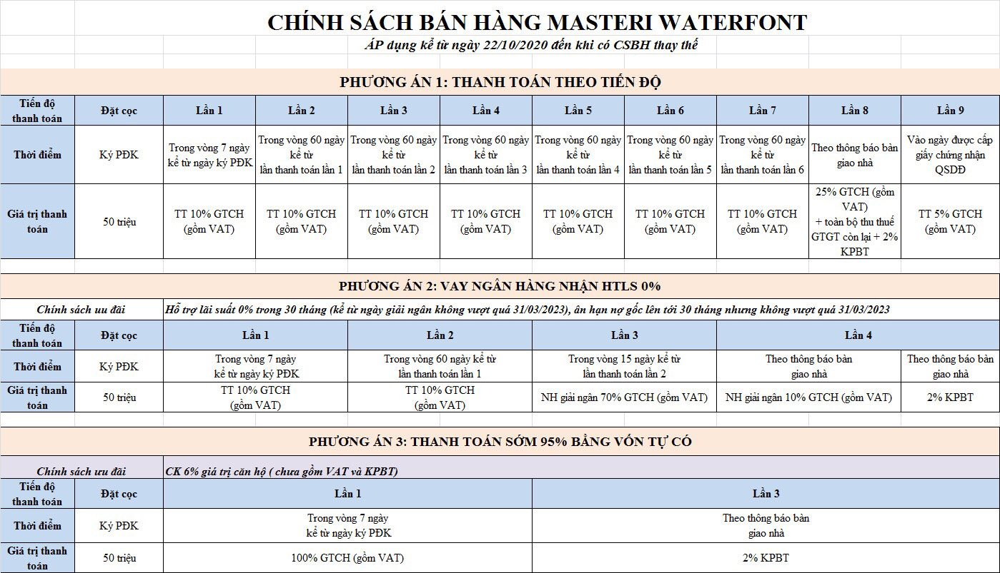 CHÍNH SÁCH BÁN HÀNG MASTERI WATERFONT
ÁP dụng kể từ ngày 22/10/2020 đến khi có CSBH thay thế
PHƯƠNG ÁN 1: THANH TOÁN THEO TIẾN ĐỘ
Tiến độ
thanh toán
Đặt cọc
Lần 1
Lần 2
Lần 3
Lần 4
Lần 5
Lần 6
Lần 7
Lần 8
Lần 9
Thời điểm
Ký PĐK
Trong vòng 7 ngày
kể từ ngày ký PĐK
Trong vòng 60 ngày
kể từ
lần thanh toán lần 1
Trong vòng 60 ngày
kể từ
lần thanh toán lần 2
Trong vòng 60 ngày
kể từ
lần thanh toán lần 3
Trong vòng 60 ngày
kể từ
lần thanh toán lần 4
Trong vòng 60 ngày
kể từ
lần thanh toán lần 5
Trong vòng 60 ngày
kể từ
lần thanh toán lần 6
Theo thông báo bàn
giao nhà
Vào ngày được cấp
giấy chứng nhận
QSDĐ
Giá trị thanh
toán
50 triệu
TT 10% GTCH
(gồm VAT)
TT 10% GTCH
(gồm VAT)
TT 10% GTCH
(gồm VAT)
TT 10% GTCH
(gồm VAT)
TT 10% GTCH
(gồm VAT)
TT 10% GTCH
(gồm VAT)
TT 10% GTCH
(gồm VAT)
25% GTCH (gồm
VAT)
+ toàn bộ thu thuế
GTGT còn lại + 2%
KPBT
TT 5% GTCH
(gồm VAT)
PHƯƠNG ÁN 2: VAY NGÂN HÀNG NHẬN HTLS 0%
Chính sách uu đãi
Hỗ trợ lãi suất 0% trong 30 tháng (kể từ ngày giải ngân không vượt quá 31/03/2023), ân hạn nợ gốc lên tới 30 tháng nhưng không vượt quá 31/03/2023
Tiến độ
thanh toán
Đặt cọc
Lần 1
Lần 2
Lần 3
Lần 4
Thời điểm
Ký PĐK
Trong vòng 7 ngày
kể từ ngày ký PĐK
Trong vòng 60 ngày kể từ
lần thanh toán lần 1
Trong vòng 15 ngày kể từ
lần thanh toán lần 2
Theo thông báo bàn
giao nhà
Theo thông báo bàn
giao nhà
Giá trị thanh
toán
50 triệu
TT 10% GTCH
(gồm VAT)
TT 10% GTCH
(gồm VAT)
NH giải ngân 70% GTCH (gồm VAT)
NH giải ngân 10% GTCH (gồm VAT)
2% KPBT
PHƯƠNG ÁN 3: THANH TOÁN SỚM 95% BẰNG VỐN TỰ CÓ
Chính sách ưu đãi
CK 6% giá trị căn hộ ( chưa gồm VAT và KPBT)
Tiến độ
thanh toán
Đặt cọc
Lần 1
Lần 3
Thời điểm
Ký PĐK
Trong vòng 7 ngày
kể từ ngày ký PĐK
Theo thông báo bàn
giao nhà
Giá trị thanh
toán
50 triệu
100% GTCH (gồm VAT)
2% KPBT